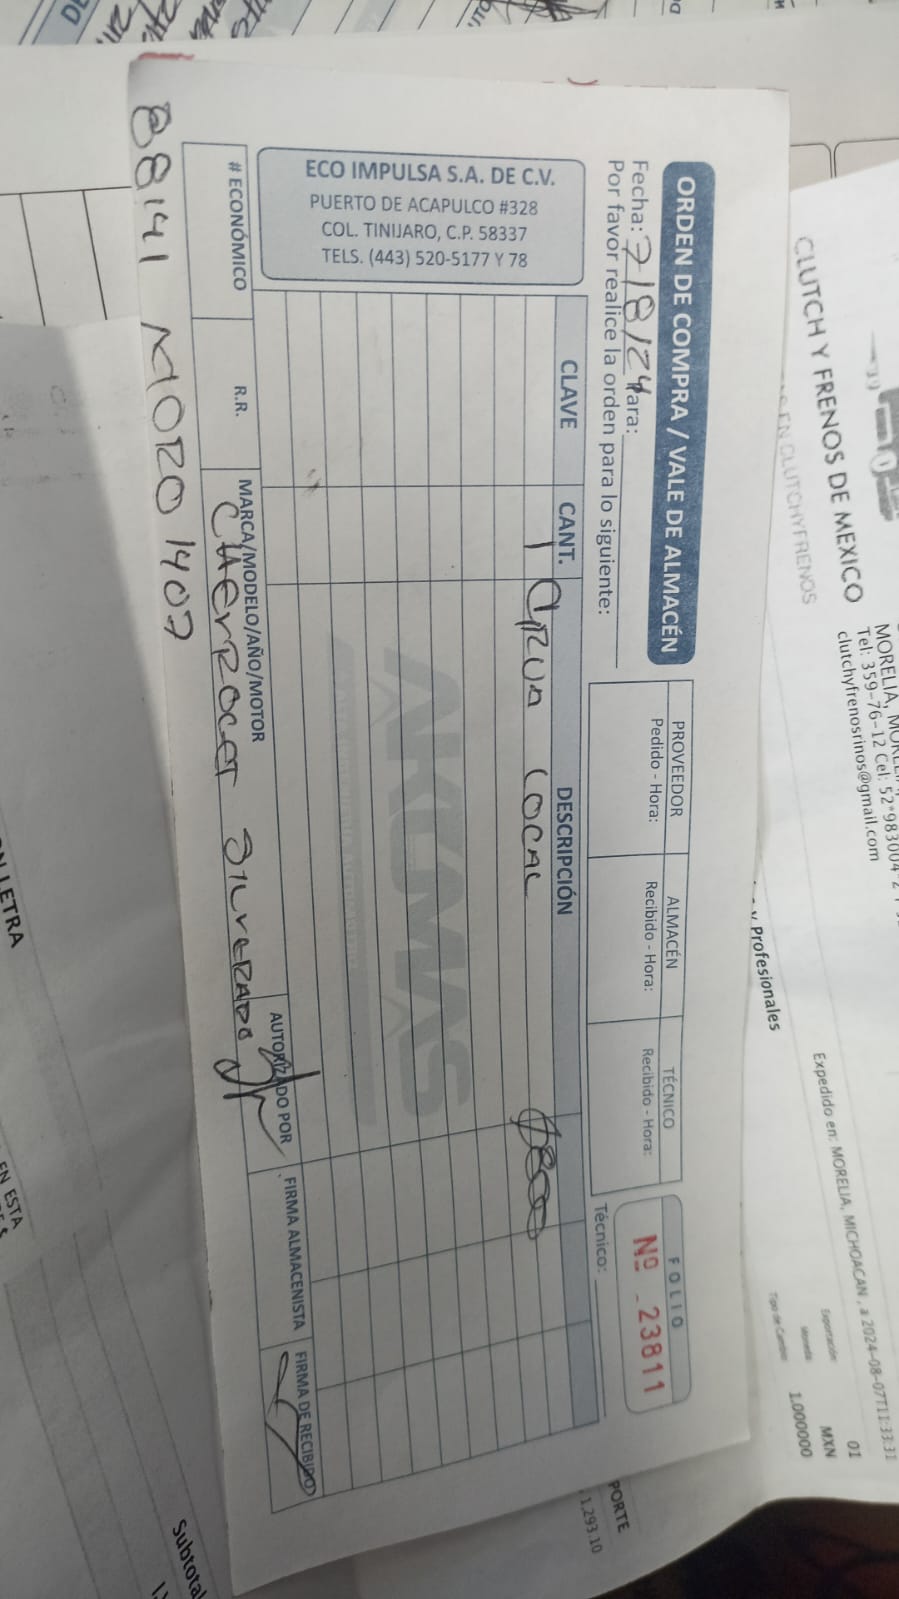 ORDEN DE COMPRA / VALE DE ALMACÉN
Fecha: 7/8/24 Para:
Por favor realice la orden para lo siguiente:
PROVEEDOR
Pedido - Hora:
ALMACÉN
Recibido - Hora:
TÉCNICO
Recibido - Hora:
FOLIO
Nº 23811
Técnico:
ECO IMPULSA S.A. DE C.V.
PUERTO DE ACAPULCO #328
COL. TINIJARO, C.P. 58337
TELS. (443) 520-5177 Y 78
CLAVE CANT. DESCRIPCIÓN
1 GRUA LOCAL $800
AKUMAS
# ECONÓMICO R.R. MARCA/MODELO/AÑO/MOTOR AUTORIZADO POR FIRMA ALMACENISTA FIRMA DE RECIBIDO
CHEVROLET SILVERADO
8841 MORO 1407
CLUTCH Y FRENOS DE MEXICO
EN CLUTCHYFRENOS
Tel: 359-76-12 Cel: 52*983004
clutchyfrenosrinos@gmail.com
y Profesionales
Expedido en: MORELIA, MICHOACAN , a 2024-08-07T11:33:31
Exportación: 01
Moneda: MXN
Tipo de Cambio: 1.000000
PORTE
1,293.10
LETRA
EN ESTA
Subtotal